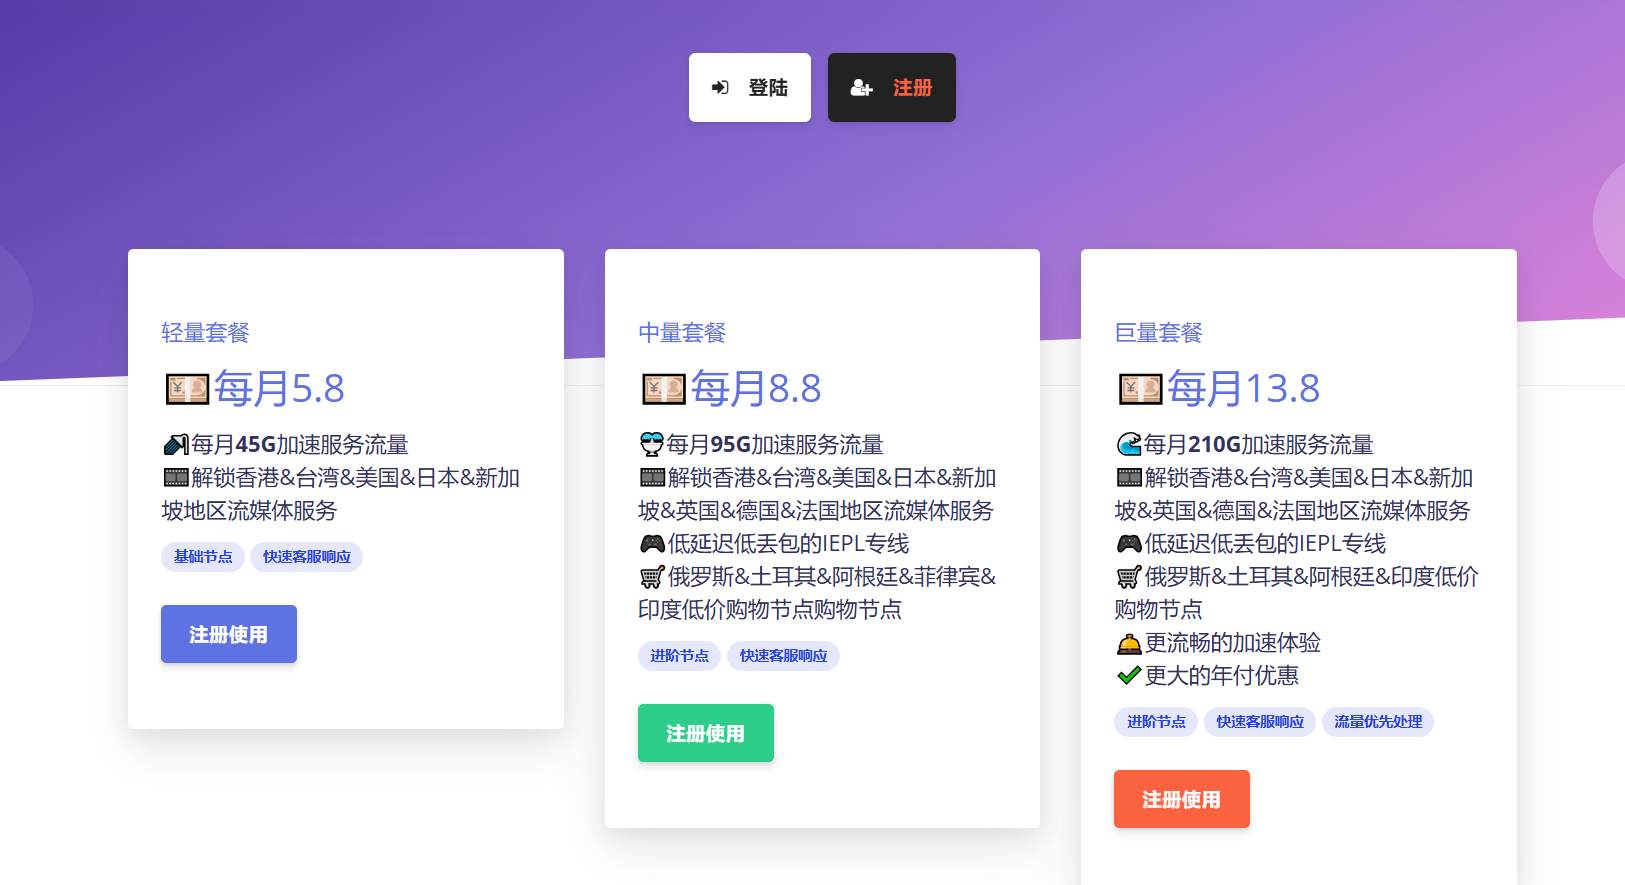 登陆
注册
轻量套餐
每月5.8
每月45G加速服务流量
解锁香港&台湾&美国&日本&新加
坡地区流媒体服务
基础节点 快速客服响应
注册使用
中量套餐
每月8.8
每月95G加速服务流量
解锁香港&台湾&美国&日本&新加
坡&英国&德国&法国地区流媒体服务
低延迟低丢包的IEPL专线
俄罗斯&土耳其&阿根廷&菲律宾&
印度低价购物节点购物节点
进阶节点 快速客服响应
注册使用
巨量套餐
每月13.8
每月210G加速服务流量
解锁香港&台湾&美国&日本&新加
坡&英国&德国&法国地区流媒体服务
低延迟低丢包的IEPL专线
俄罗斯&土耳其&阿根廷&印度低价
购物节点
更流畅的加速体验
更大的年付优惠
进阶节点 快速客服响应 流量优先处理
注册使用